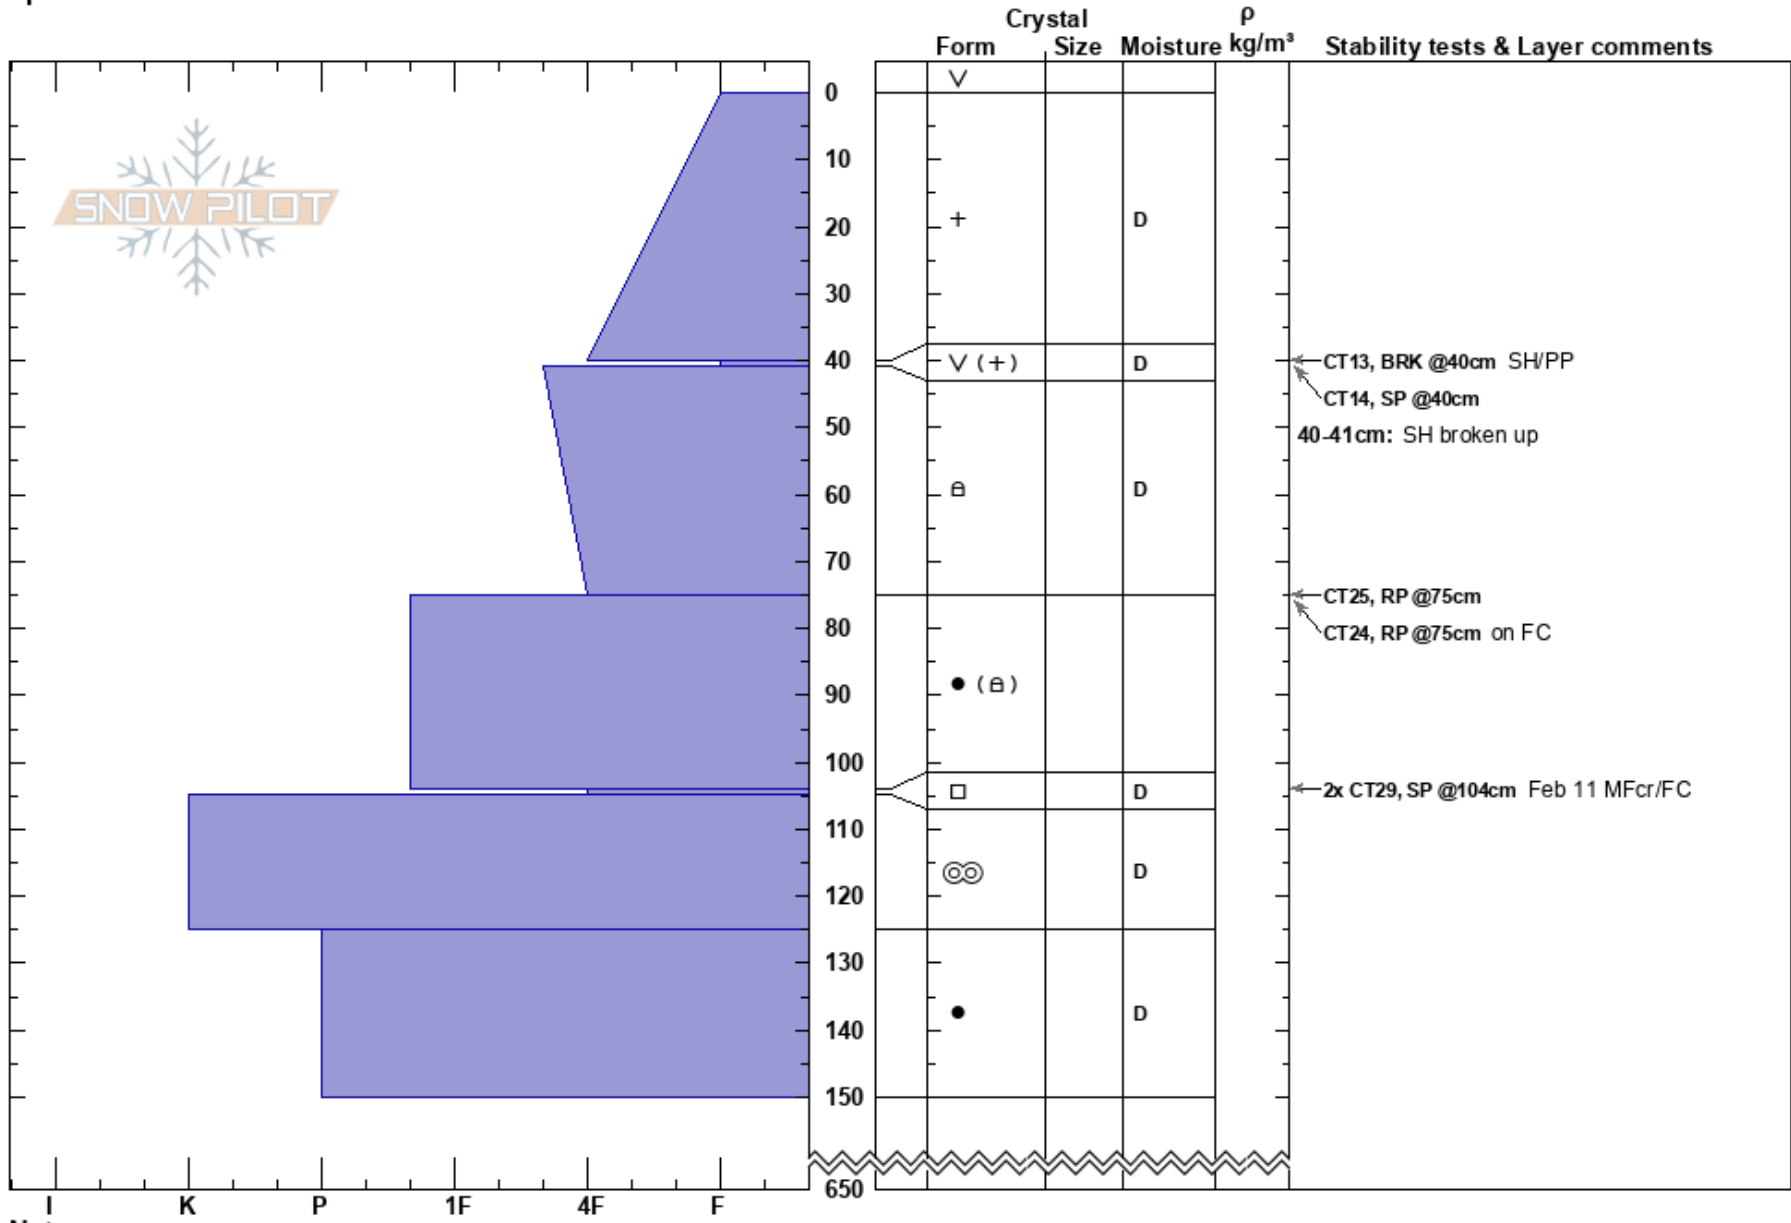 Crystal ρ
Form Size Moisture kg/m³ Stability tests & Layer comments
SNOW PILOT
0
10
20
30
40
50
60
70
80
90
100
110
120
130
140
150
650
I K P 1F 4F F
V
+ D
V (+) D
D
● ( )
D
D
● D
CT13, BRK @40cm SH/PP
CT14, SP @40cm
40-41cm: SH broken up
CT25, RP @75cm
CT24, RP @75cm on FC
2x CT29, SP @104cm Feb 11 MFcr/FC